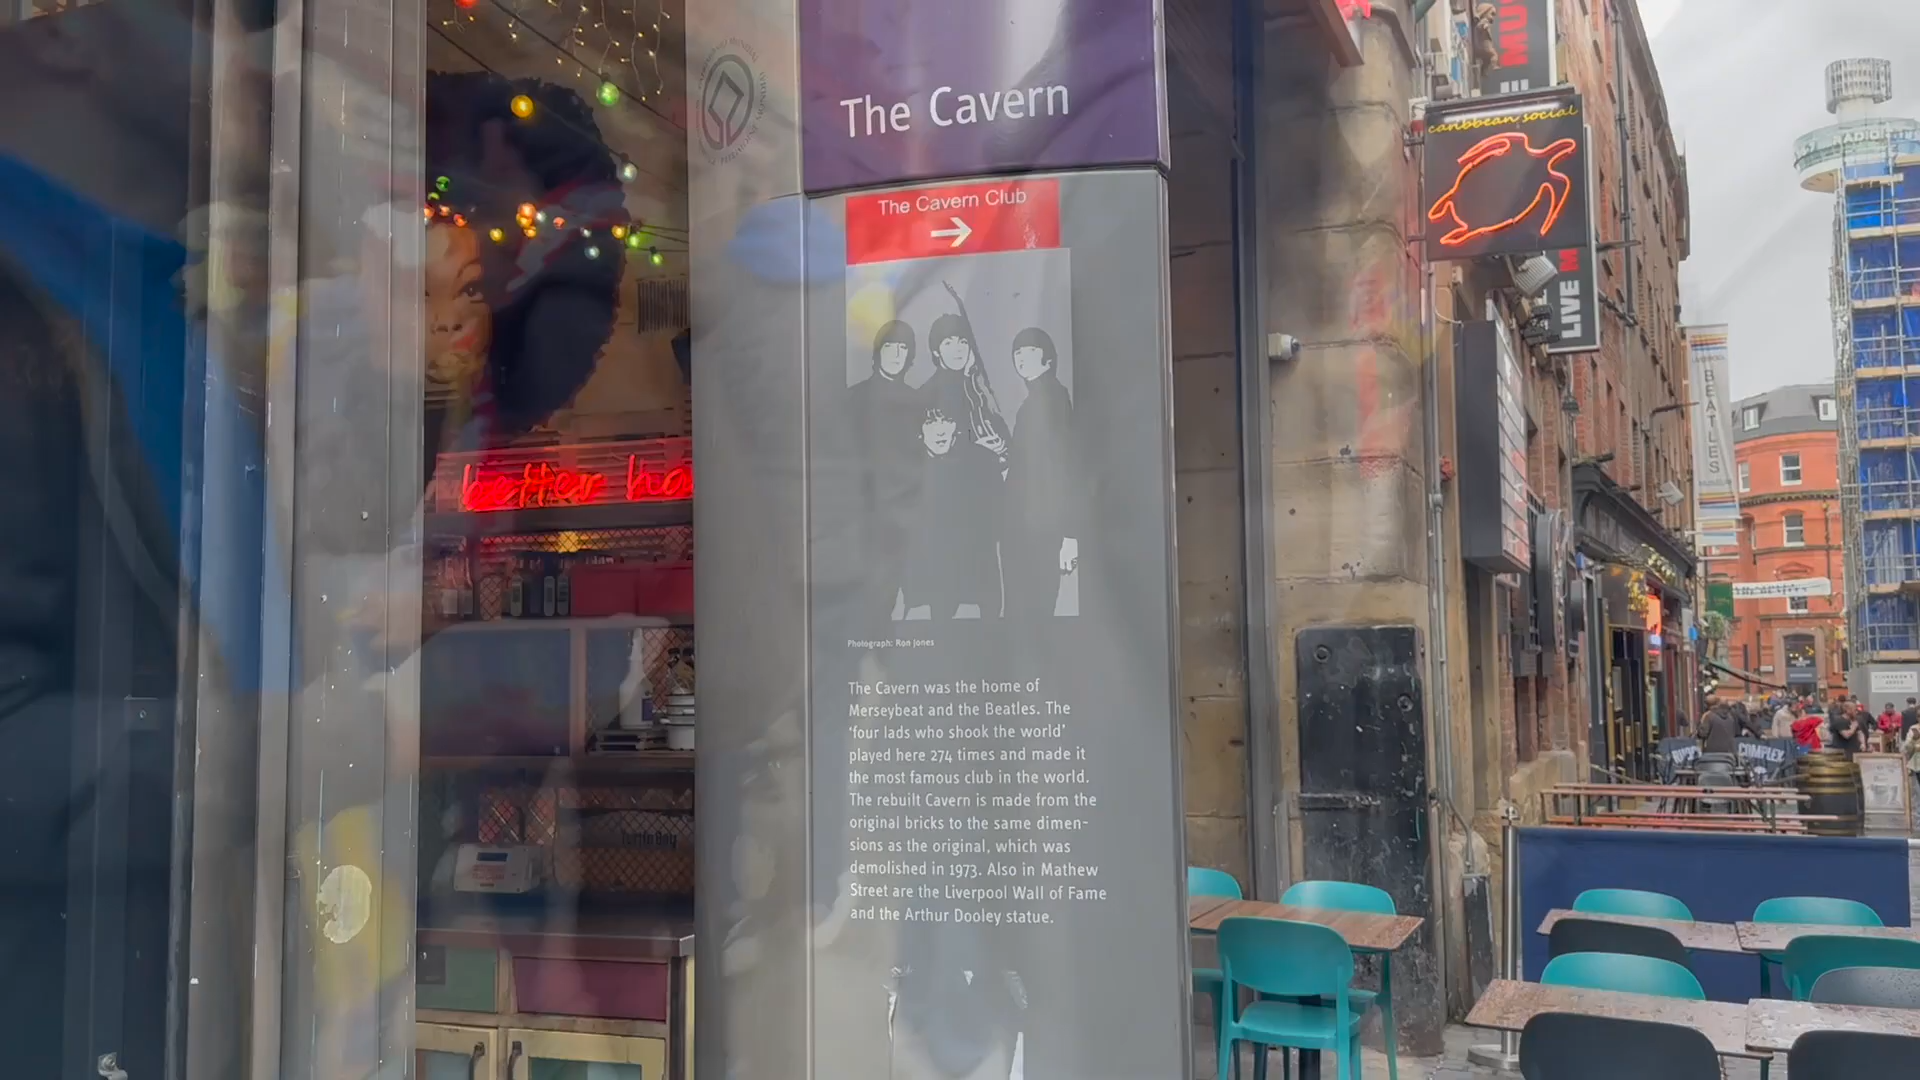 The Cavern
The Cavern Club
Photograph: Ron Jones
The Cavern was the home of
Merseybeat and the Beatles. The
‘four lads who shook the world’
played here 274 times and made it
the most famous club in the world.
The rebuilt Cavern is made from the
original bricks to the same dimen-
sions as the original, which was
demolished in 1973. Also in Mathew
Street are the Liverpool Wall of Fame
and the Arthur Dooley statue.
better
caribbean social
LIVE
BEATLES
COMPLEX